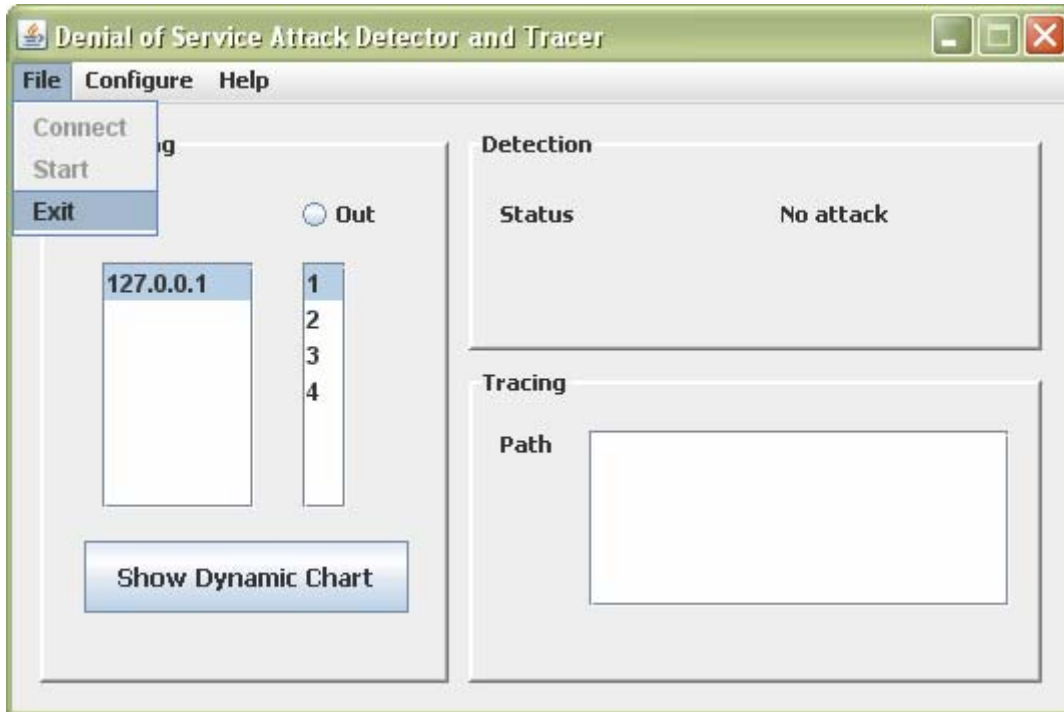 Denial of Service Attack Detector and Tracer
File Configure Help
Connect
Start
Exit
Out
127.0.0.1
1
2
3
4
Show Dynamic Chart
Detection
Status No attack
Tracing
Path